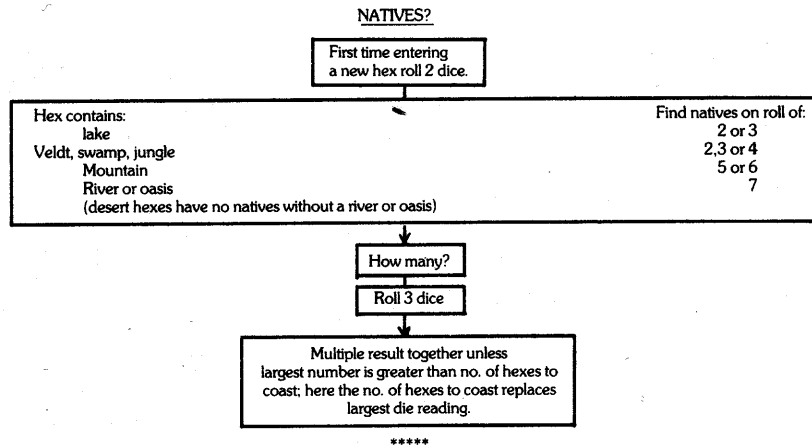 NATIVES?
First time entering
a new hex roll 2 dice.
Hex contains: Find natives on roll of:
lake 2 or 3
Veldt, swamp, jungle 2,3 or 4
Mountain 5 or 6
River or oasis 7
(desert hexes have no natives without a river or oasis)
How many?
Roll 3 dice
Multiple result together unless
largest number is greater than no. of hexes to
coast; here the no. of hexes to coast replaces
largest die reading.
*****